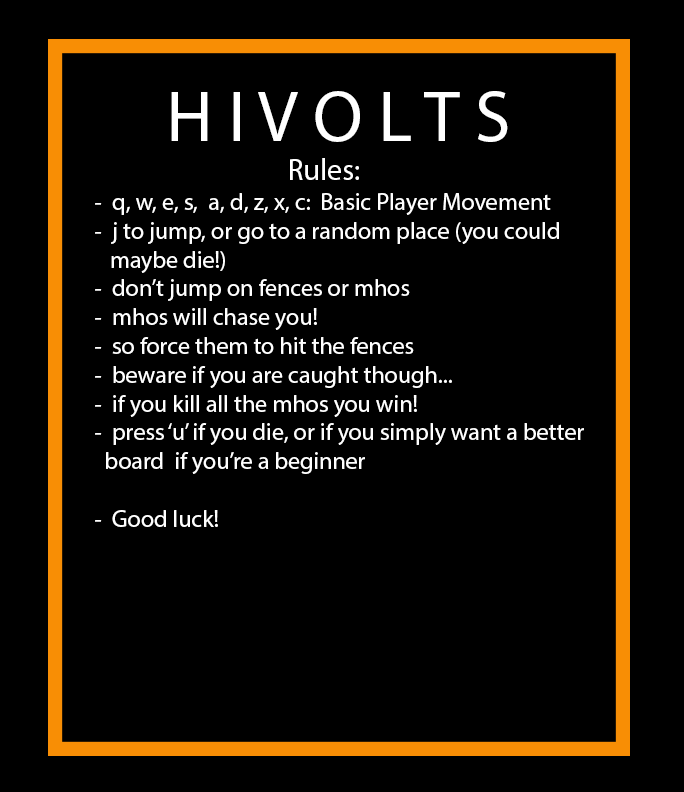 HIVOLTS
Rules:
- q, w, e, s, a, d, z, x, c: Basic Player Movement
- j to jump, or go to a random place (you could
maybe die!)
- don’t jump on fences or mhos
- mhos will chase you!
- so force them to hit the fences
- beware if you are caught though...
- if you kill all the mhos you win!
- press ‘u’ if you die, or if you simply want a better
board if you’re a beginner
- Good luck!